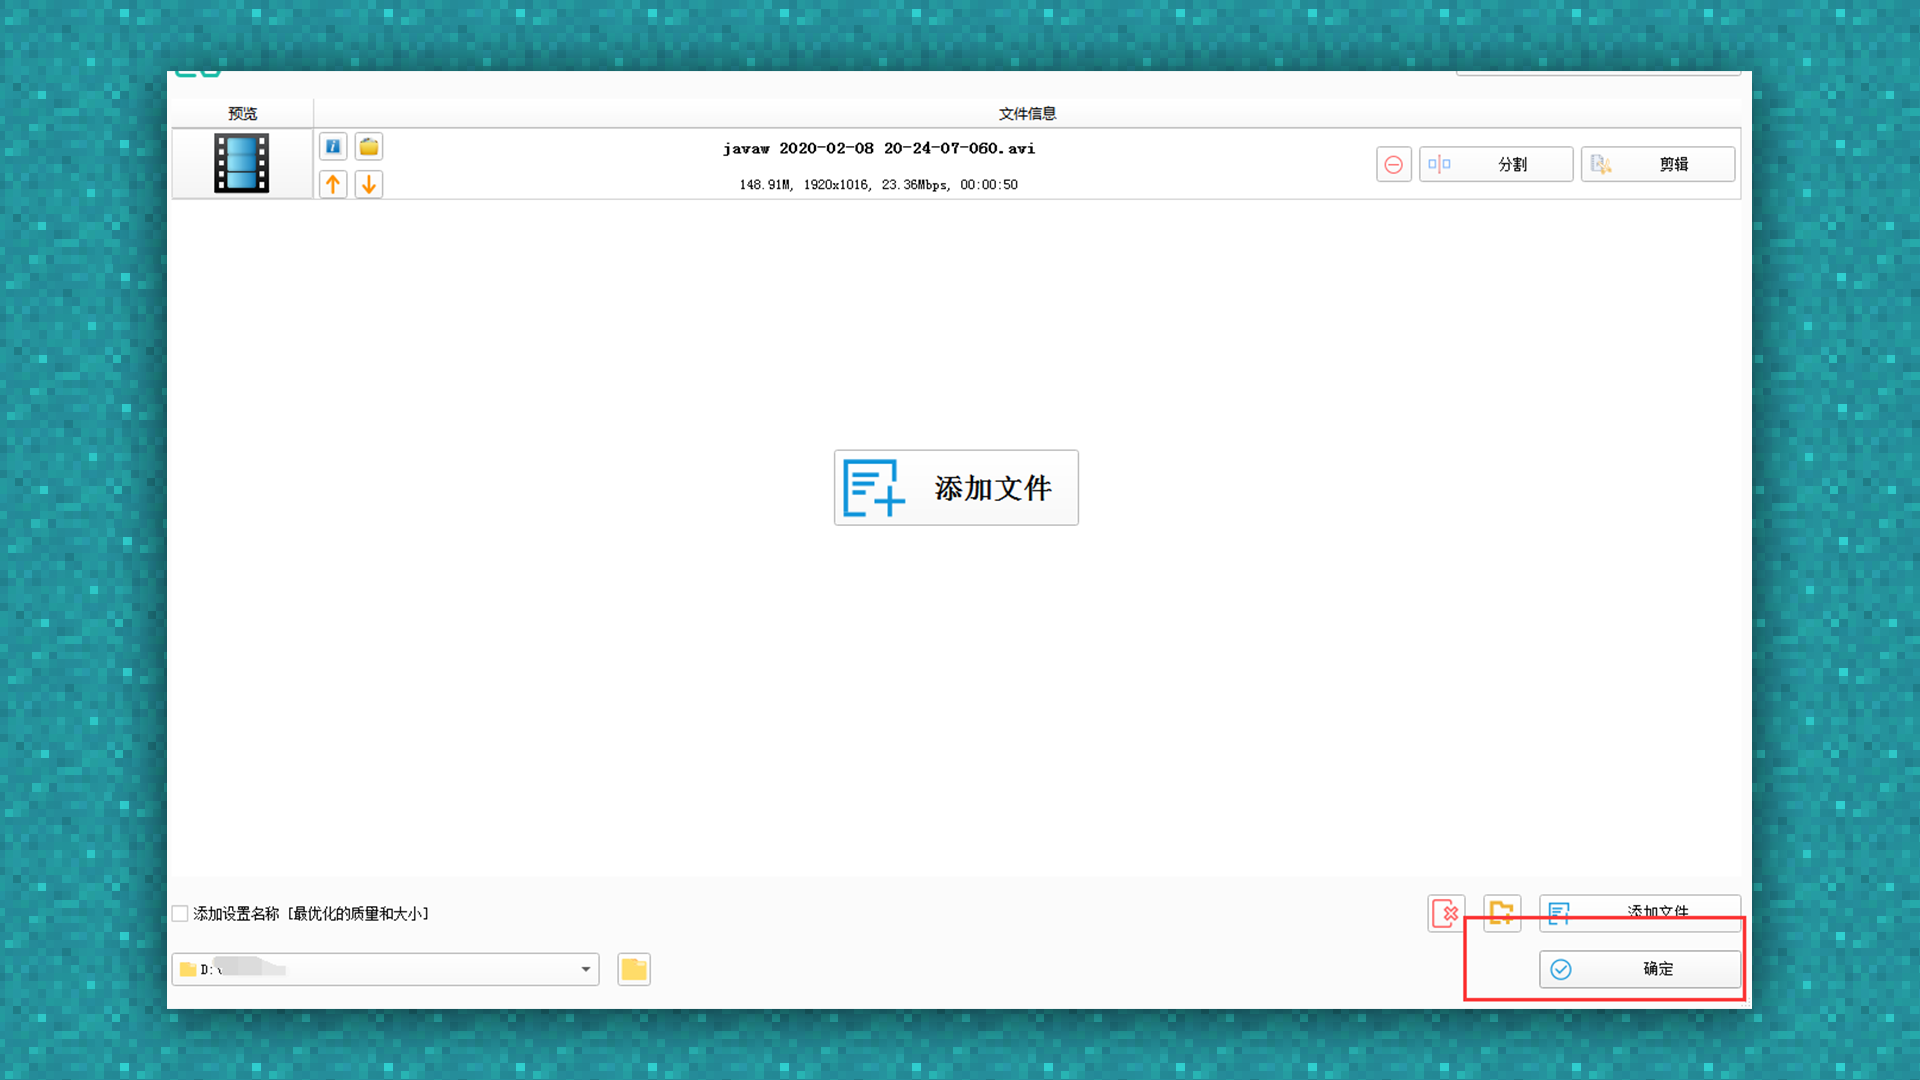 预览
文件信息
javaw 2020-02-08 20-24-07-060.avi
148.91M, 1920x1016, 23.36Mbps, 00:00:50
分割
剪辑
添加文件
添加设置名称 [最优化的质量和大小]
添加文件
D:\
确定